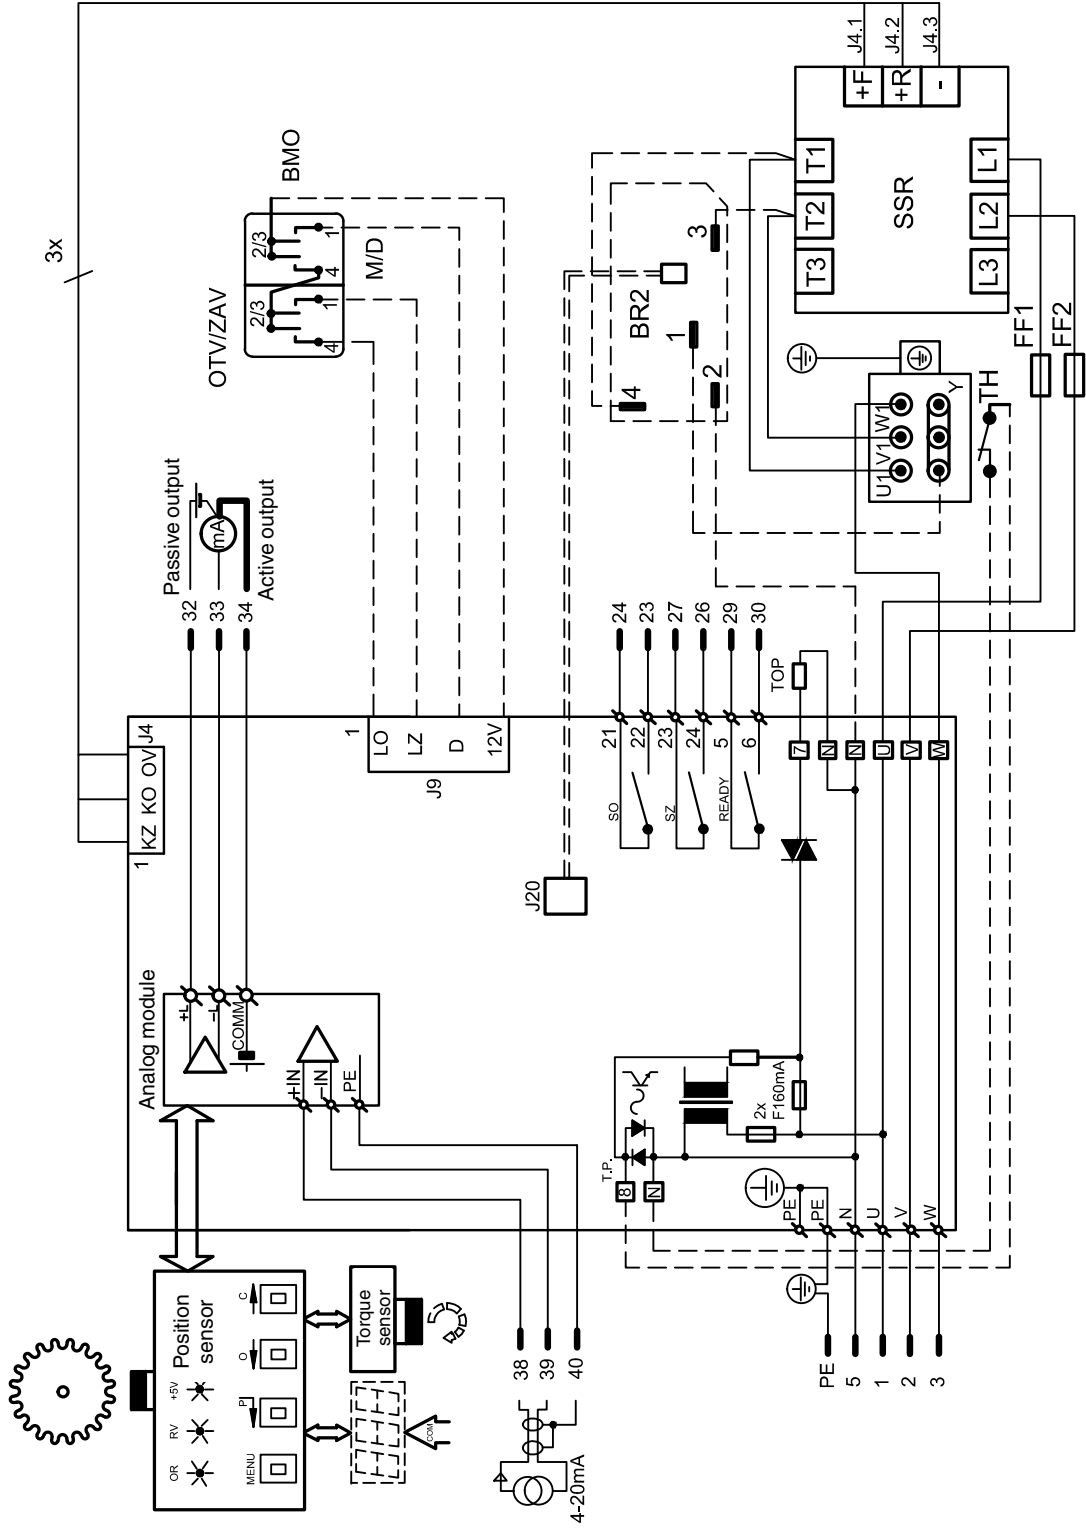 3x
J4.1
J4.2
J4.3
+F
+R
-
T1
T2
T3
SSR
L1
L2
L3
FF1
FF2
BMO
OTV/ZAV
M/D
2/3
1
4
2/3
1
4
BR2
3
1
2
4
U1
V1
W1
Y
TH
Passive output
Active output
mA
32
33
34
J4
KZ
KO
OV
1
1
LO
LZ
D
12V
J9
24
23
27
26
29
30
21
22
23
24
5
6
SO
SZ
READY
TOP
7
N
N
U
V
W
J20
Analog module
+L
–L
COMM
+IN
–IN
PE
2x
F160mA
T.P.
8
N
PE
PE
N
U
V
W
PE
5
1
2
3
Position
sensor
Torque
sensor
+5V
RV
OR
C
O
P
MENU
COM
38
39
40
4-20mA